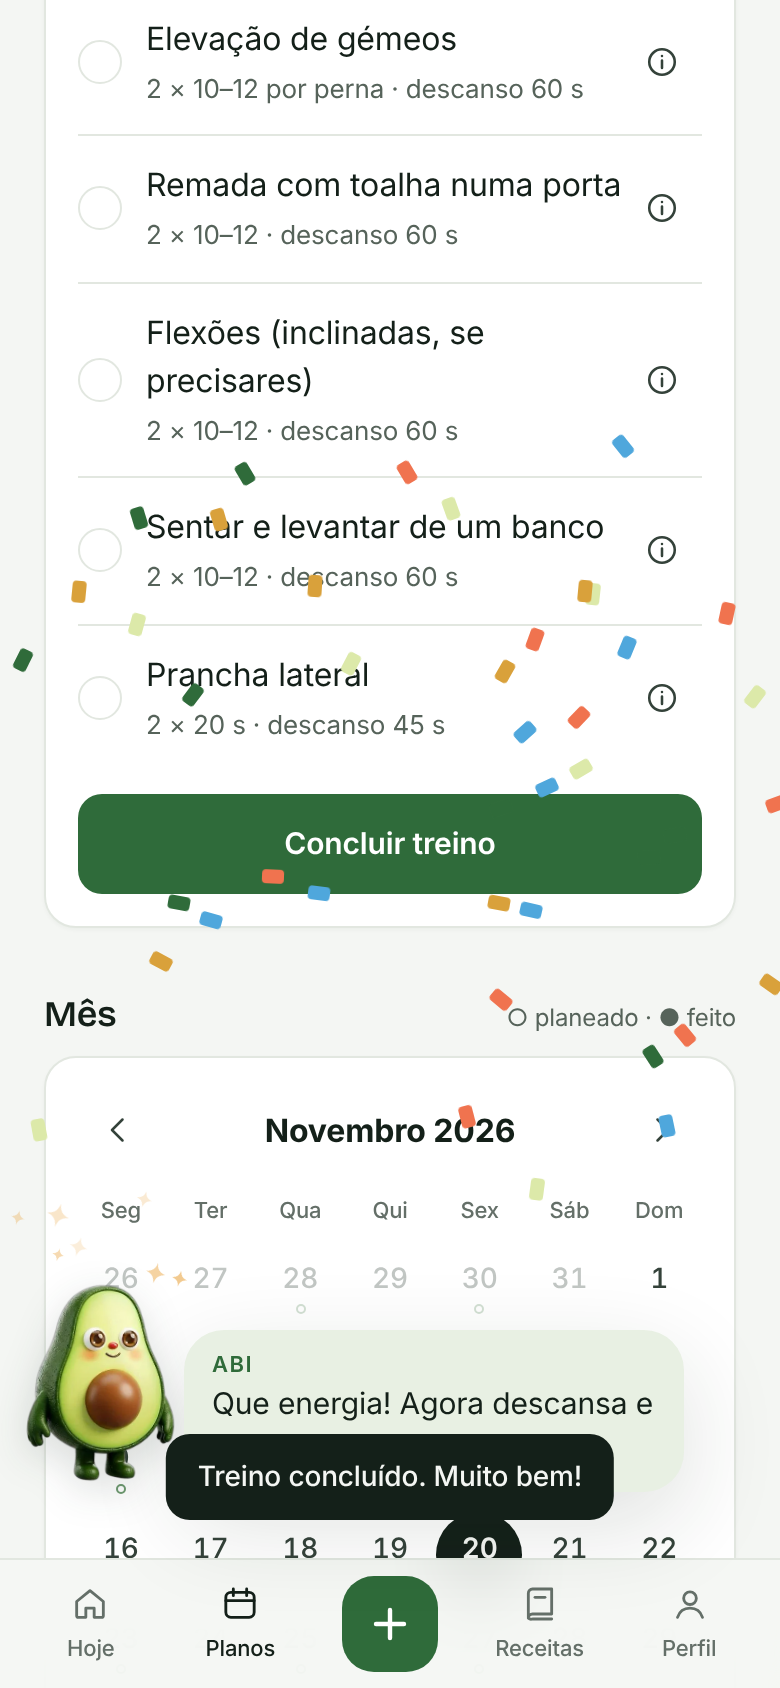 Elevação de gémeos
2 × 10–12 por perna · descanso 60 s
Remada com toalha numa porta
2 × 10–12 · descanso 60 s
Flexões (inclinadas, se
precisares)
2 × 10–12 · descanso 60 s
Sentar e levantar de um banco
2 × 10–12 · descanso 60 s
Prancha lateral
2 × 20 s · descanso 45 s
Concluir treino
Mês
planeado · feito
Novembro 2026
Seg Ter Qua Qui Sex Sáb Dom
26 27 28 29 30 31 1
ABI
Que energia! Agora descansa e
Treino concluído. Muito bem!
16 17 18 19 20 21 22
Hoje Planos Receitas Perfil